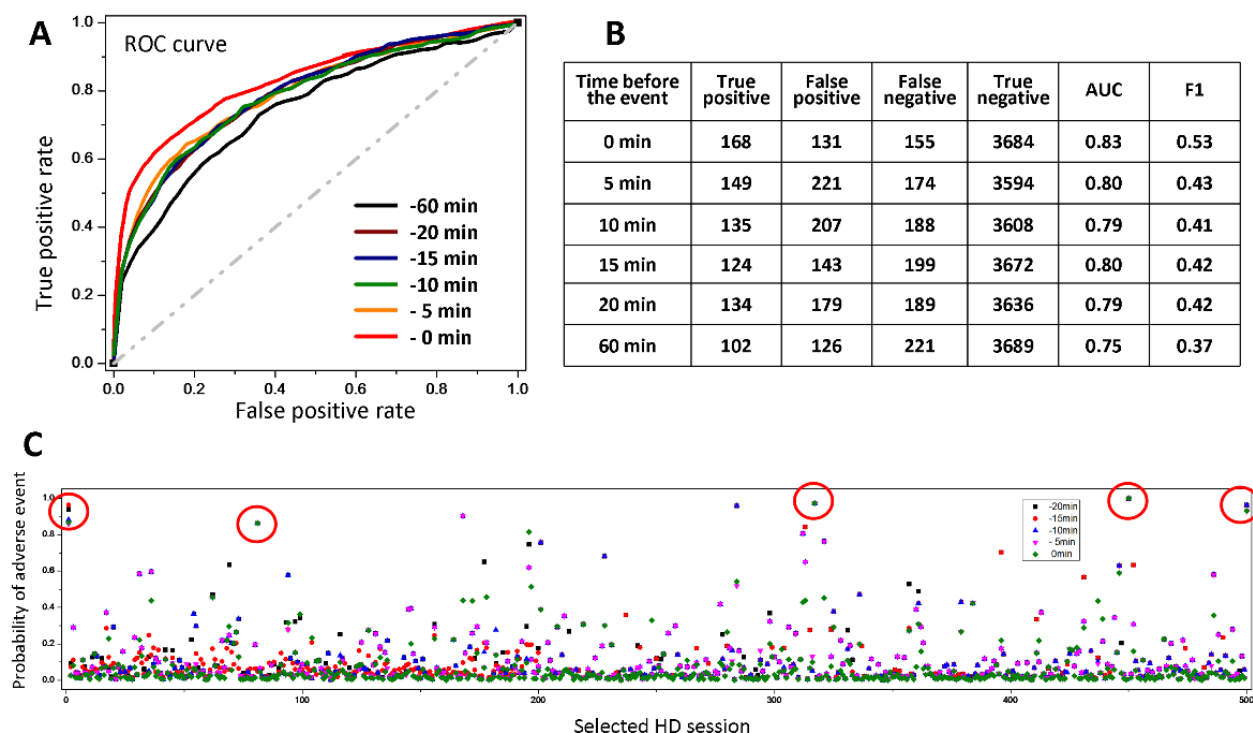 A
ROC curve
1.0
0.8
0.6
0.4
0.2
0.0
True positive rate
0.0 0.2 0.4 0.6 0.8 1.0
False positive rate
-60 min
-20 min
-15 min
-10 min
- 5 min
- 0 min
B
Time before the event True positive False positive False negative True negative AUC F1
0 min 168 131 155 3684 0.83 0.53
5 min 149 221 174 3594 0.80 0.43
10 min 135 207 188 3608 0.79 0.41
15 min 124 143 199 3672 0.80 0.42
20 min 134 179 189 3636 0.79 0.42
60 min 102 126 221 3689 0.75 0.37
C
Probability of adverse event
1.0
0.8
0.6
0.4
0.2
0.0
-20min
-15min
-10min
- 5min
0min
0 100 200 300 400 500
Selected HD session